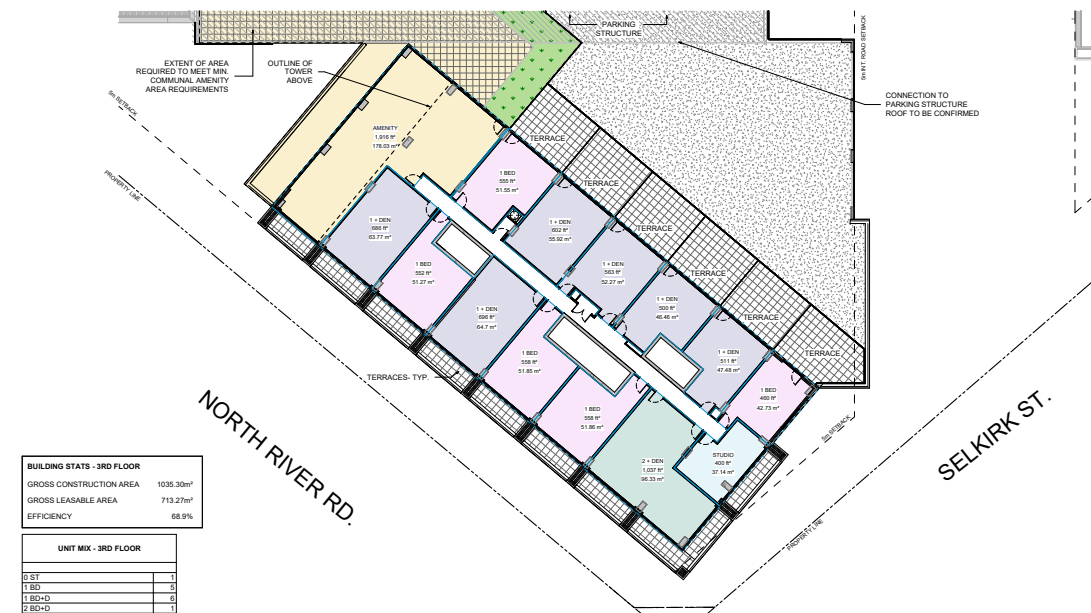 PARKING
STRUCTURE
EXTENT OF AREA
REQUIRED TO MEET MIN.
COMMUNAL AMENITY
AREA REQUIREMENTS
OUTLINE OF
TOWER
ABOVE
6m INT. ROAD SETBACK
CONNECTION TO
PARKING STRUCTURE
ROOF TO BE CONFIRMED
5m SETBACK
PROPERTY LINE
AMENITY
1,916 ft²
178.03 m²
TERRACE
1 BED
555 ft²
51.55 m²
TERRACE
1 + DEN
686 ft²
63.77 m²
1 + DEN
602 ft²
55.92 m²
TERRACE
1 BED
552 ft²
51.27 m²
1 + DEN
563 ft²
52.27 m²
TERRACE
1 + DEN
696 ft²
64.7 m²
1 + DEN
500 ft²
46.46 m²
TERRACE
1 BED
558 ft²
51.85 m²
1 + DEN
511 ft²
47.48 m²
TERRACE
TERRACES- TYP.
1 BED
460 ft²
42.73 m²
1 BED
558 ft²
51.86 m²
5m SETBACK
STUDIO
400 ft²
37.14 m²
2 + DEN
1,037 ft²
96.33 m²
NORTH RIVER RD.
SELKIRK ST.
PROPERTY LINE
BUILDING STATS - 3RD FLOOR
GROSS CONSTRUCTION AREA 1035.30m²
GROSS LEASABLE AREA 713.27m²
EFFICIENCY 68.9%
UNIT MIX - 3RD FLOOR
0 ST 1
1 BD 5
1 BD+D 6
2 BD+D 1